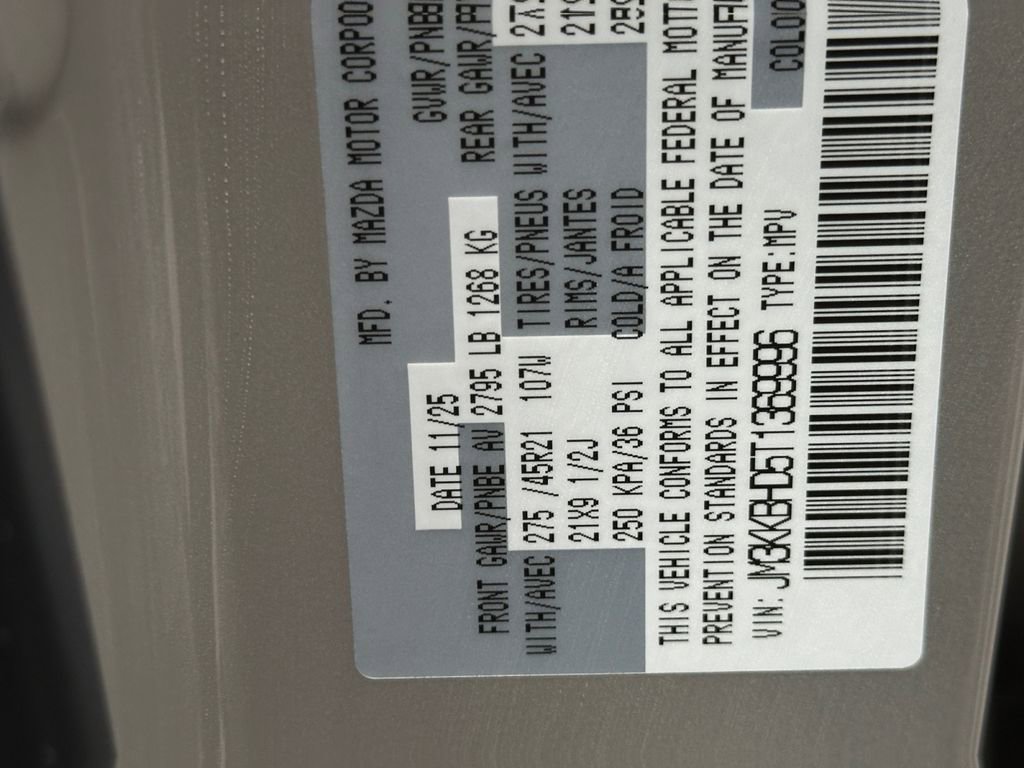 MFD. BY MAZDA MOTOR CORPO
DATE 11/25 GVWR/PNB
FRONT GAWR/PNBE AV 2795 LB 1268 KG REAR GAWR/P
WITH/AVEC 275 /45R21 107W TIRES/PNEUS WITH/AVEC
21X9 1/2J RIMS/JANTES
250 KPA/36 PSI COLD/A FROID
THIS VEHICLE CONFORMS TO ALL APPLICABLE FEDERAL MOT
PREVENTION STANDARDS IN EFFECT ON THE DATE OF MANUF
VIN: JM3KKBHD5T1369996 TYPE:MPV COLO